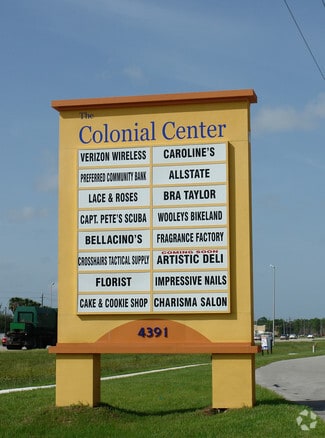 The
Colonial Center
VERIZON WIRELESS
CAROLINE'S
PREFERRED COMMUNITY BANK
ALLSTATE
LACE & ROSES
BRA TAYLOR
CAPT. PETE'S SCUBA
WOOLEYS BIKELAND
BELLACINO'S
FRAGRANCE FACTORY
CROSSHAIRS TACTICAL SUPPLY
COMING SOON
ARTISTIC DELI
FLORIST
IMPRESSIVE NAILS
CAKE & COOKIE SHOP
CHARISMA SALON
4391